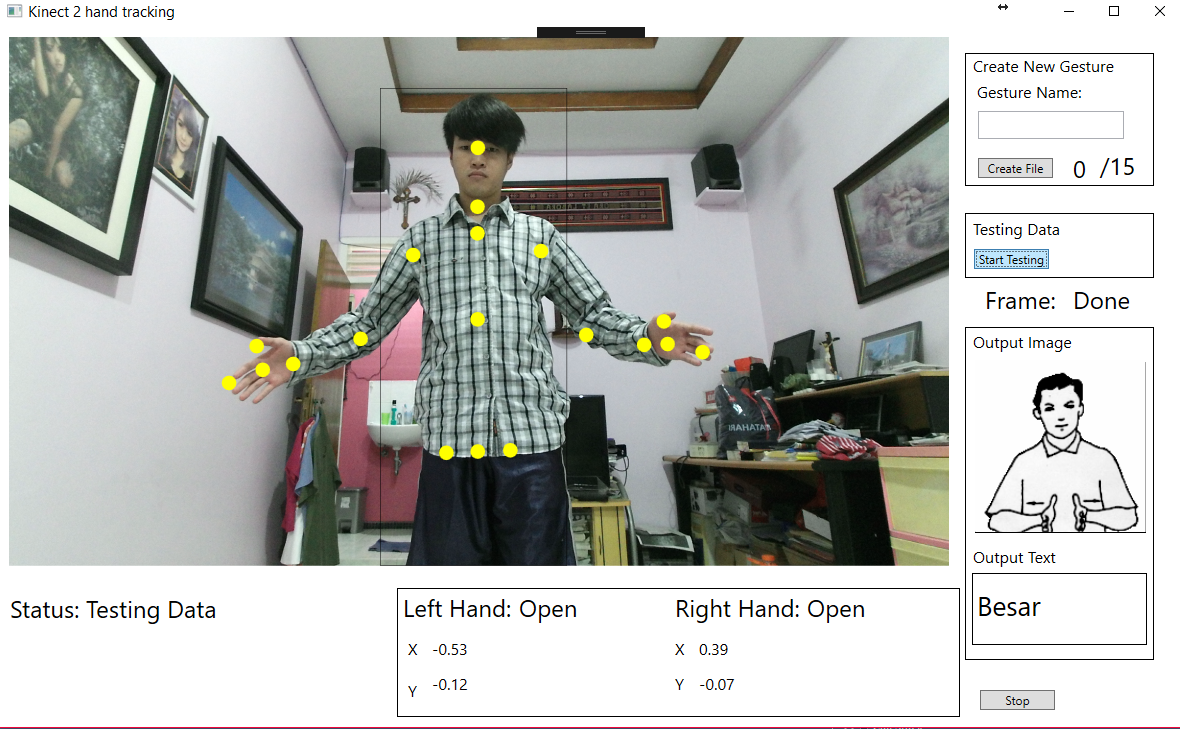 Kinect 2 hand tracking
Create New Gesture
Gesture Name:
Create File
0 /15
Testing Data
Start Testing
Frame: Done
Output Image
Output Text
Besar
Stop
Status: Testing Data
Left Hand: Open
X -0.53
Y -0.12
Right Hand: Open
X 0.39
Y -0.07